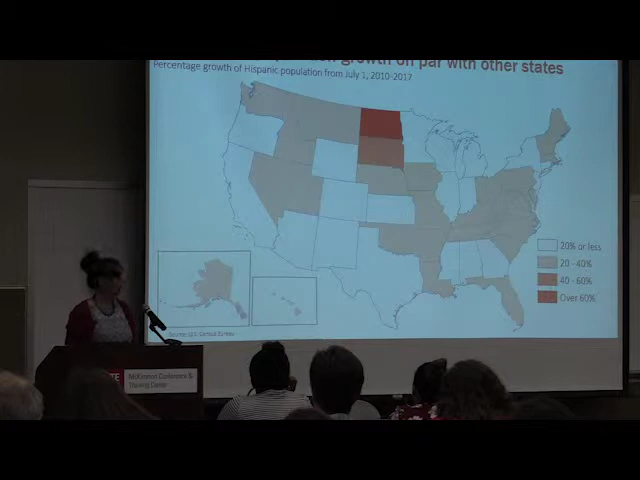 growth on par with other states
Percentage growth of Hispanic population from July 1, 2010-2017
20% or less
20 - 40%
40 - 60%
Over 60%
Source: U.S. Census Bureau
McKimmon Conference &
Training Center